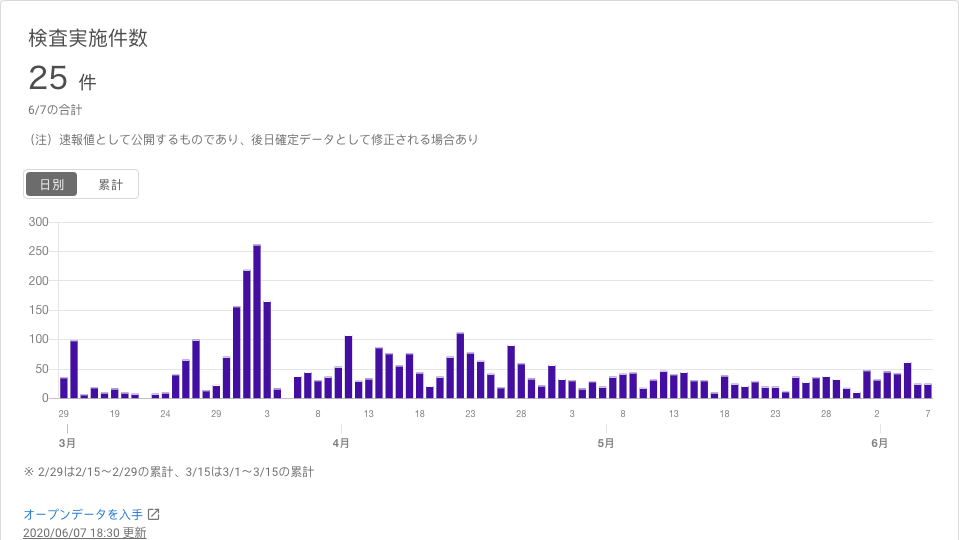 検査実施件数
25 件
6/7の合計
（注）速報値として公開するものであり、後日確定データとして修正される場合あり
日別 累計
300
250
200
150
100
50
0
29 19 24 29 3 8 13 18 23 28 3 8 13 18 23 28 2 7
3月 4月 5月 6月
※ 2/29は2/15〜2/29の累計、3/15は3/1〜3/15の累計
オープンデータを入手
2020/06/07 18:30 更新